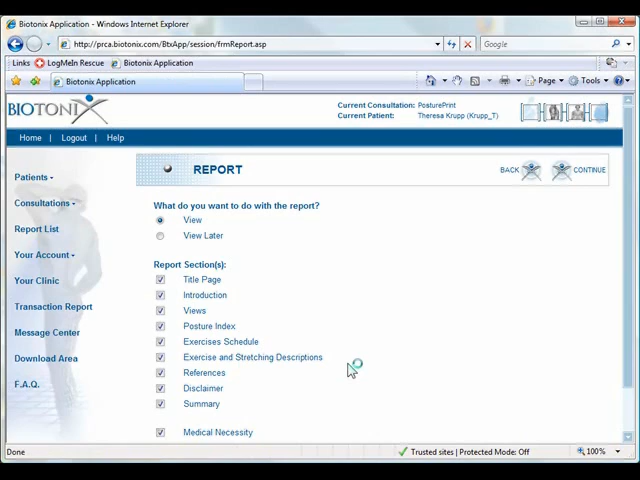 Biotonix Application - Windows Internet Explorer
http://prca.biotonix.com/BtxApp/session/frmReport.asp
Google
Links LogMeIn Rescue Biotonix Application
Biotonix Application
Page Tools
BIOTONIX
Current Consultation: PosturePrint
Current Patient: Theresa Krupp (Krupp_T)
Home | Logout | Help
Patients
Consultations
Report List
Your Account
Your Clinic
Transaction Report
Message Center
Download Area
F.A.Q.
REPORT
BACK CONTINUE
What do you want to do with the report?
View
View Later
Report Section(s):
Title Page
Introduction
Views
Posture Index
Exercises Schedule
Exercise and Stretching Descriptions
References
Disclaimer
Summary
Medical Necessity
Done
Trusted sites | Protected Mode: Off
100%